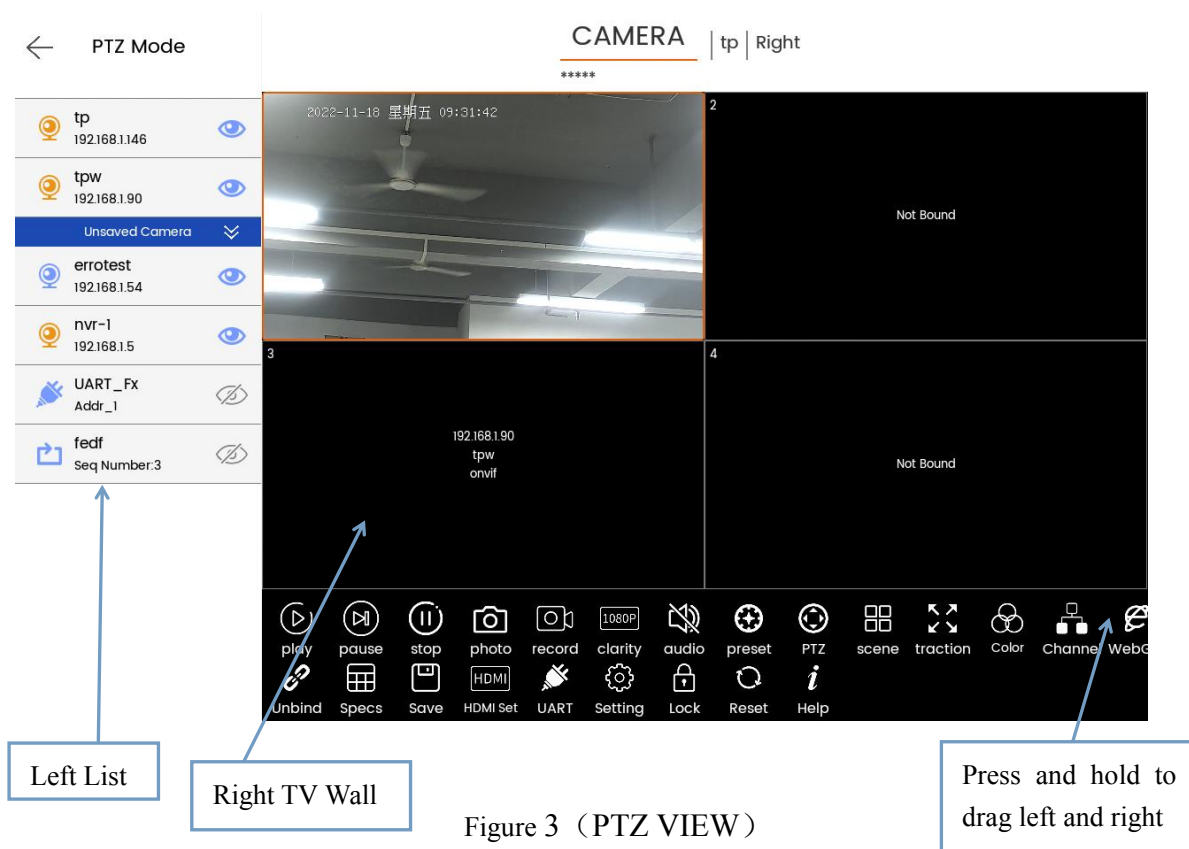 PTZ Mode
CAMERA | tp | Right
*****
tp
192.168.1.146
tpw
192.168.1.90
Unsaved Camera
errotest
192.168.1.54
nvr-1
192.168.1.5
UART_Fx
Addr_1
fedf
Seq Number:3
2022-11-18 星期五 09:31:42
2
Not Bound
3
192.168.1.90
tpw
onvif
4
Not Bound
1080P
play pause stop photo record clarity audio preset PTZ scene traction Color Channel WebG
HDMI
Unbind Specs Save HDMI Set UART Setting Lock Reset Help
Left List
Right TV Wall
Press and hold to
drag left and right
Figure 3（PTZ VIEW）